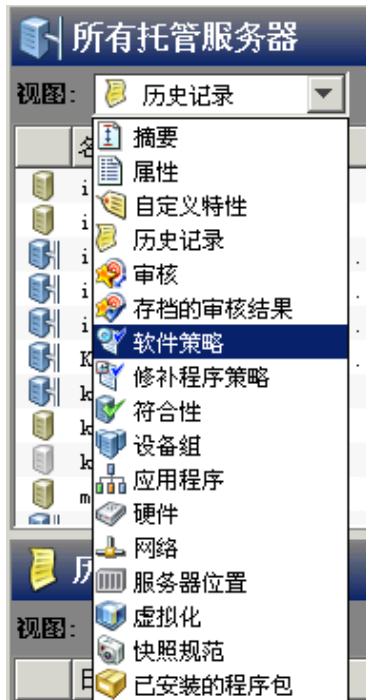 所有托管服务器
视图:
历史记录
摘要
属性
自定义特性
历史记录
审核
存档的审核结果
软件策略
修补程序策略
符合性
设备组
应用程序
硬件
网络
服务器位置
虚拟化
快照规范
已安装的程序包
i
i
i
i
i
K
k
k
k
m
视图: